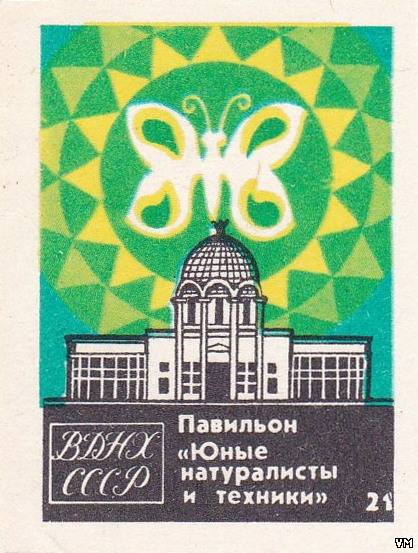 ВДНХ
СССР
Павильон
«Юные
натуралисты
и техники»
21
VM